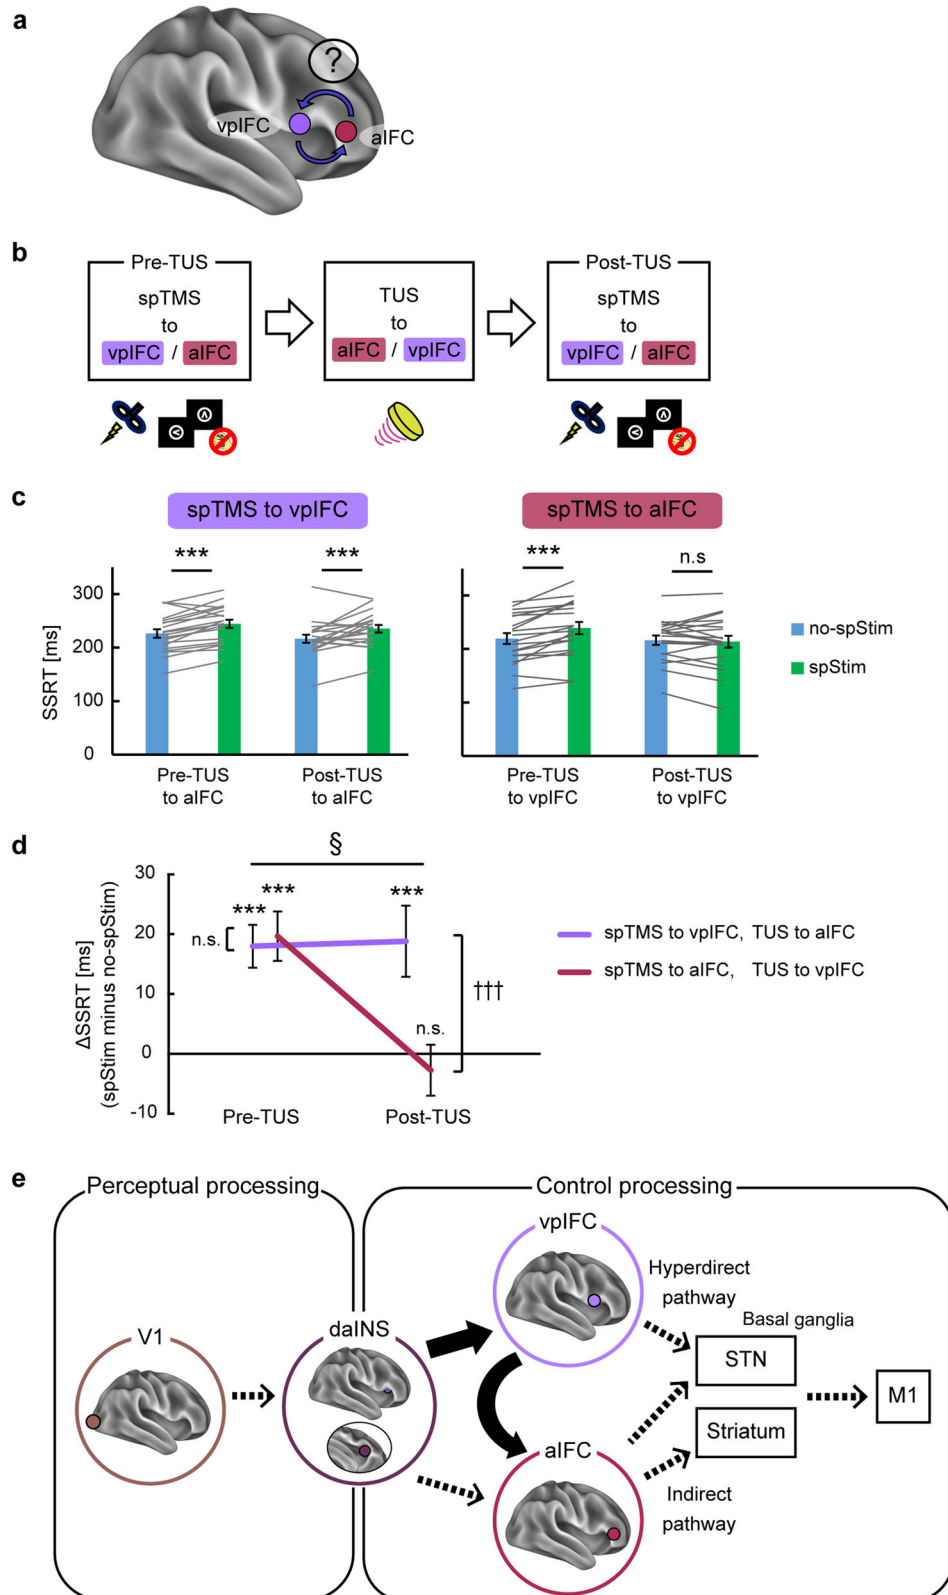 a
?
vpIFC
aIFC
b
Pre-TUS
spTMS
to
vpIFC / aIFC
TUS
to
aIFC / vpIFC
Post-TUS
spTMS
to
vpIFC / aIFC
c
spTMS to vpIFC
spTMS to aIFC
***
***
***
n.s
300
200
100
0
SSRT [ms]
no-spStim
spStim
Pre-TUS
to aIFC
Post-TUS
to aIFC
Pre-TUS
to vpIFC
Post-TUS
to vpIFC
d
§
30
20
10
0
-10
ΔSSRT [ms]
(spStim minus no-spStim)
***
***
***
n.s.
n.s.
†††
Pre-TUS
Post-TUS
spTMS to vpIFC, TUS to aIFC
spTMS to aIFC, TUS to vpIFC
e
Perceptual processing
Control processing
V1
daINS
vpIFC
aIFC
Hyperdirect
pathway
Basal ganglia
STN
Striatum
M1
Indirect
pathway